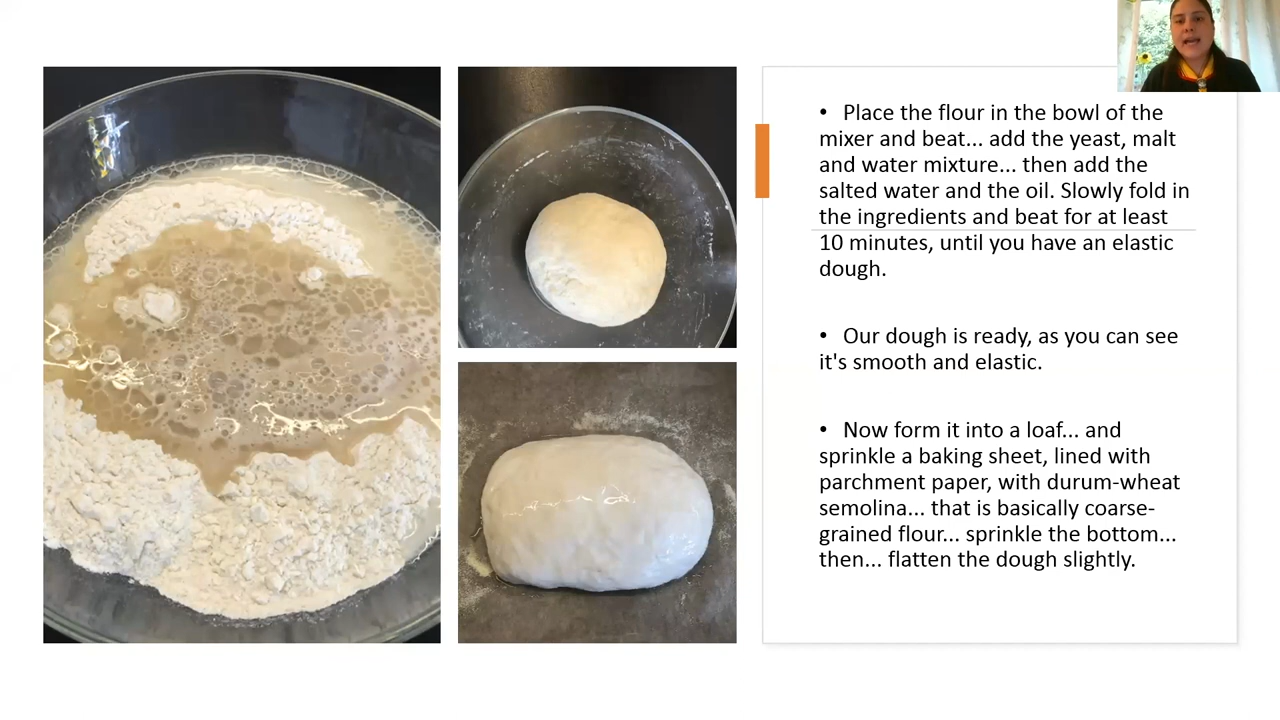 • Place the flour in the bowl of the
mixer and beat... add the yeast, malt
and water mixture... then add the
salted water and the oil. Slowly fold in
the ingredients and beat for at least
10 minutes, until you have an elastic
dough.
• Our dough is ready, as you can see
it's smooth and elastic.
• Now form it into a loaf... and
sprinkle a baking sheet, lined with
parchment paper, with durum-wheat
semolina... that is basically coarse-
grained flour... sprinkle the bottom...
then... flatten the dough slightly.